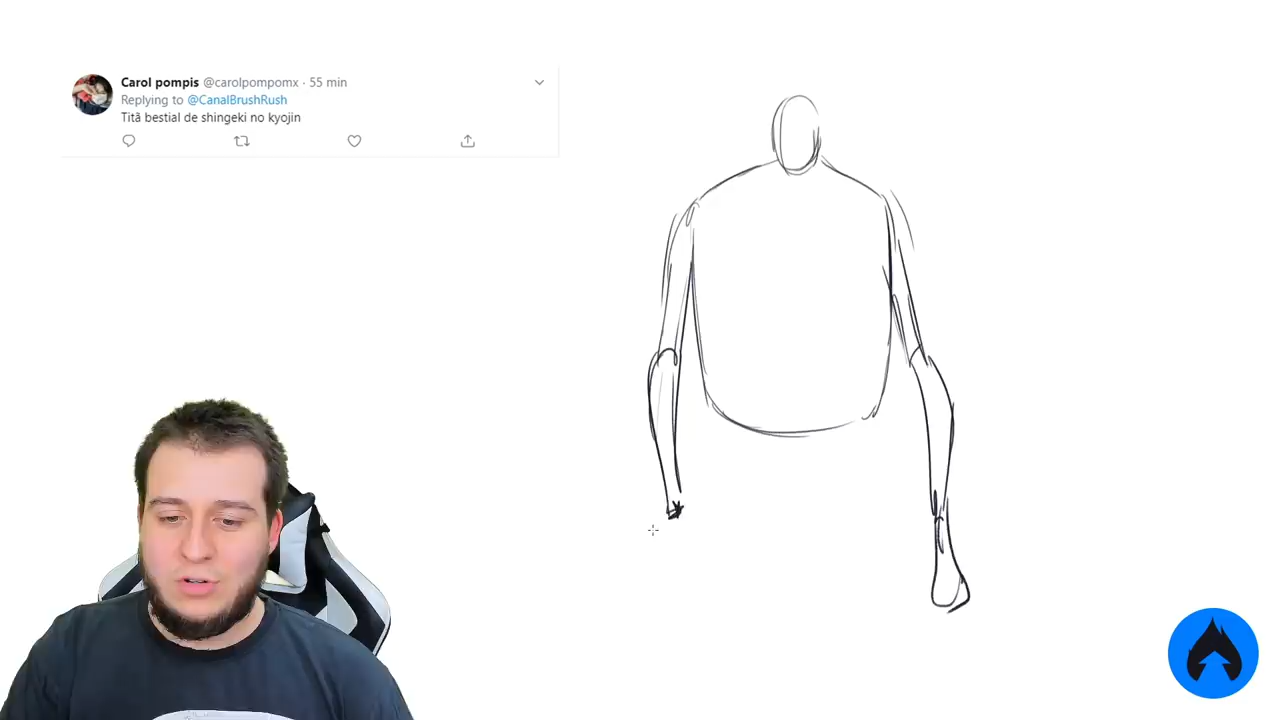 Carol pompis @carolpompomx · 55 min
Replying to @CanalBrushRush
Titã bestial de shingeki no kyojin